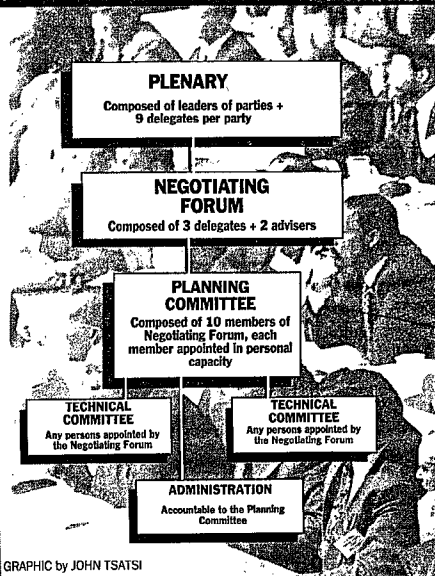 PLENARY
Composed of leaders of parties +
9 delegates per party
NEGOTIATING
FORUM
Composed of 3 delegates + 2 advisers
PLANNING
COMMITTEE
Composed of 10 members of
Negotiating Forum, each
member appointed in personal
capacity
TECHNICAL
COMMITTEE
Any persons appointed by
the Negotiating Forum
TECHNICAL
COMMITTEE
Any persons appointed by
the Negotiating Forum
ADMINISTRATION
Accountable to the Planning
Committee
GRAPHIC by JOHN TSATSI